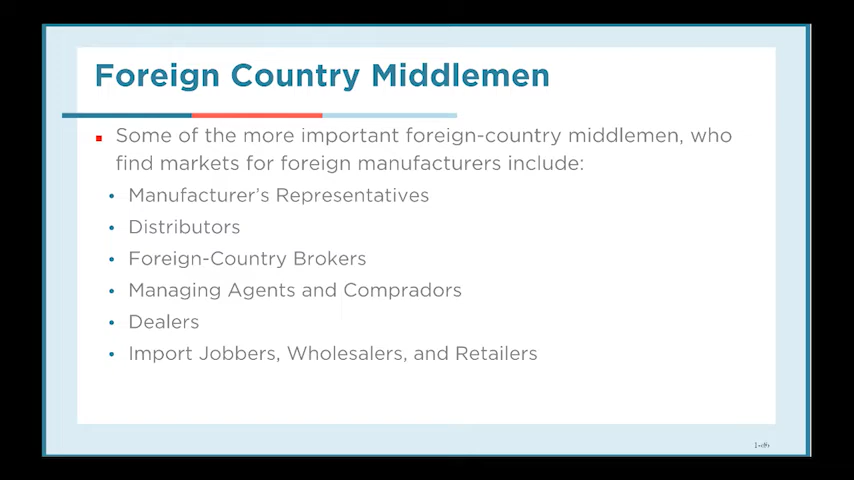 Foreign Country Middlemen
▪ Some of the more important foreign-country middlemen, who
find markets for foreign manufacturers include:
• Manufacturer’s Representatives
• Distributors
• Foreign-Country Brokers
• Managing Agents and Compradors
• Dealers
• Import Jobbers, Wholesalers, and Retailers